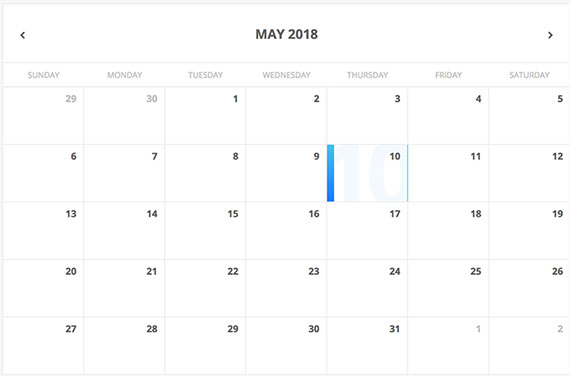 MAY 2018
SUNDAY MONDAY TUESDAY WEDNESDAY THURSDAY FRIDAY SATURDAY
29 30 1 2 3 4 5
6 7 8 9 10 10 11 12
13 14 15 16 17 18 19
20 21 22 23 24 25 26
27 28 29 30 31 1 2